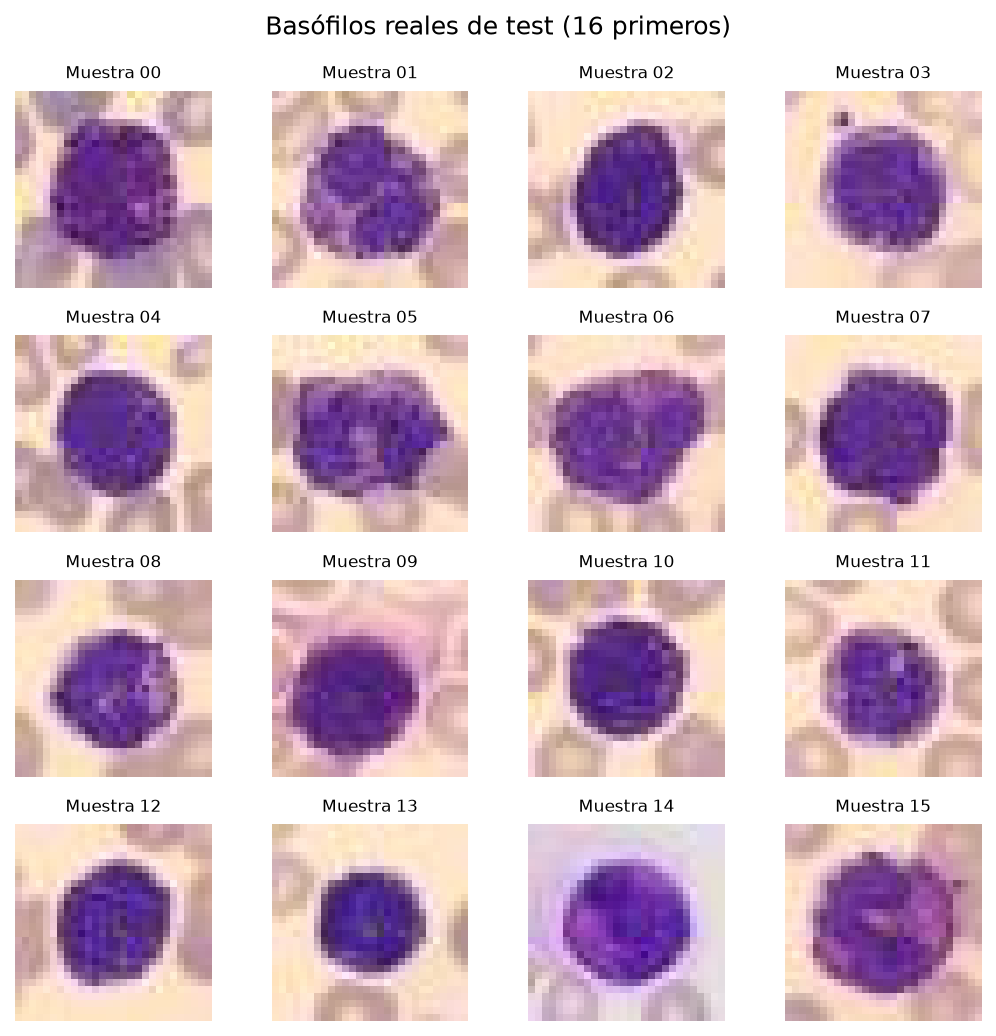 Basófilos reales de test (16 primeros)
Muestra 00
Muestra 01
Muestra 02
Muestra 03
Muestra 04
Muestra 05
Muestra 06
Muestra 07
Muestra 08
Muestra 09
Muestra 10
Muestra 11
Muestra 12
Muestra 13
Muestra 14
Muestra 15